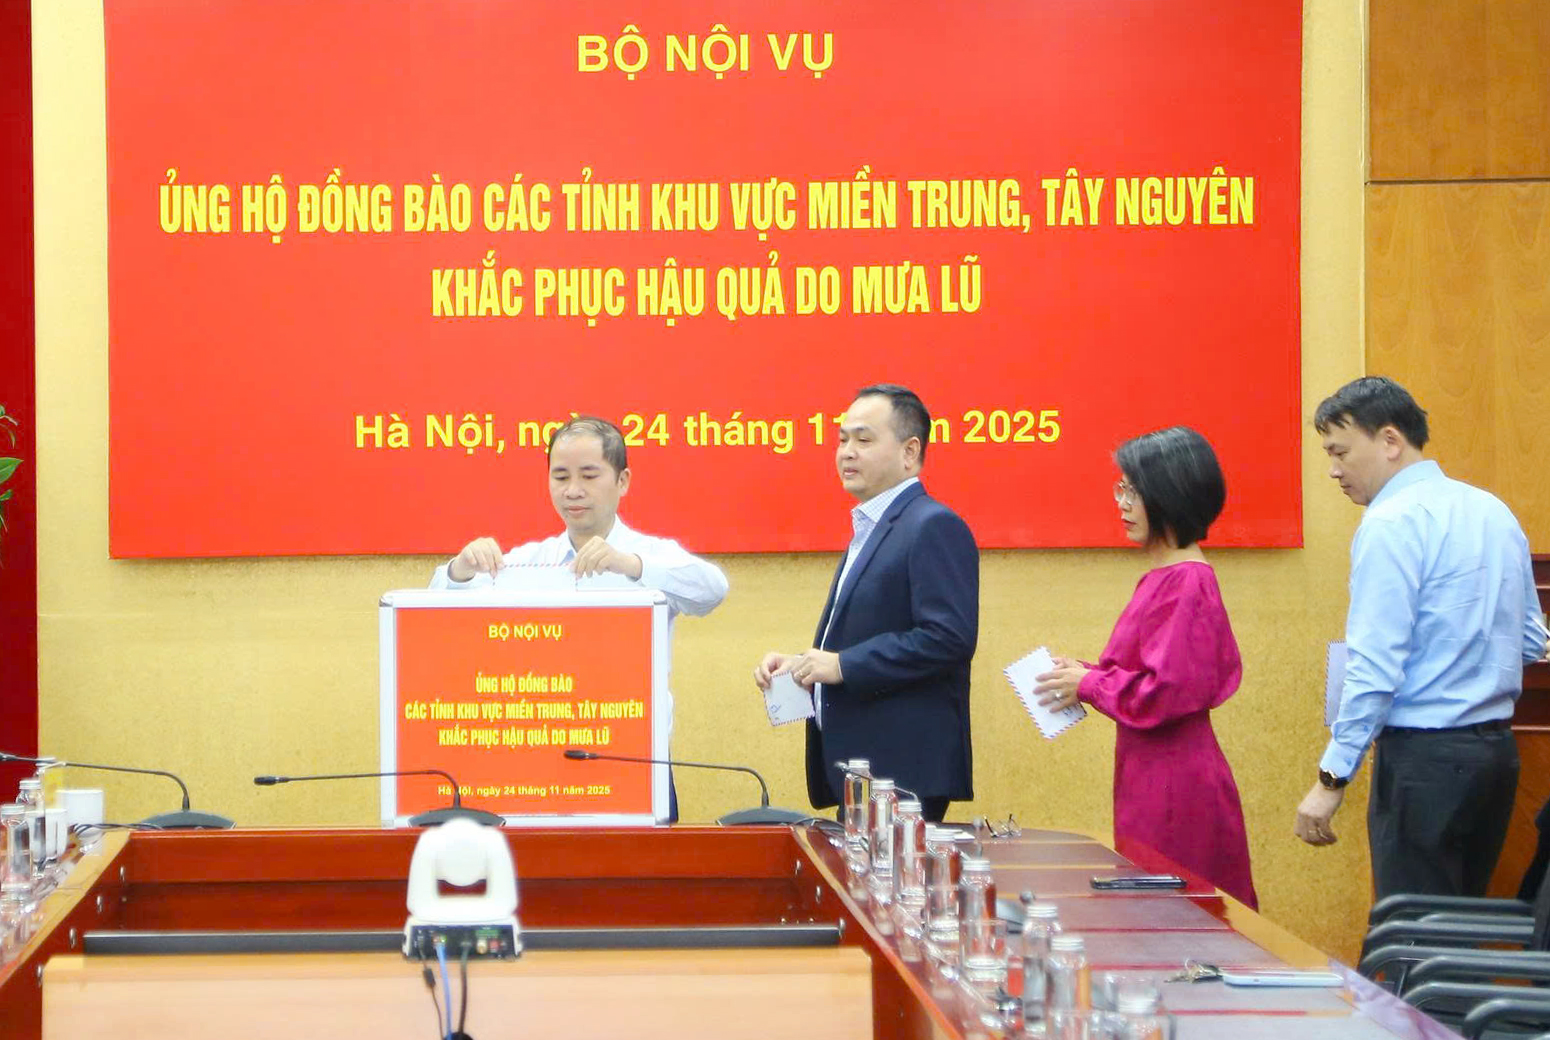 BỘ NỘI VỤ
ỦNG HỘ ĐỒNG BÀO CÁC TỈNH KHU VỰC MIỀN TRUNG, TÂY NGUYÊN
KHẮC PHỤC HẬU QUẢ DO MƯA LŨ
Hà Nội, ngày 24 tháng 11 năm 2025
BỘ NỘI VỤ
ỦNG HỘ ĐỒNG BÀO
CÁC TỈNH KHU VỰC MIỀN TRUNG, TÂY NGUYÊN
KHẮC PHỤC HẬU QUẢ DO MƯA LŨ
Hà Nội, ngày 24 tháng 11 năm 2025